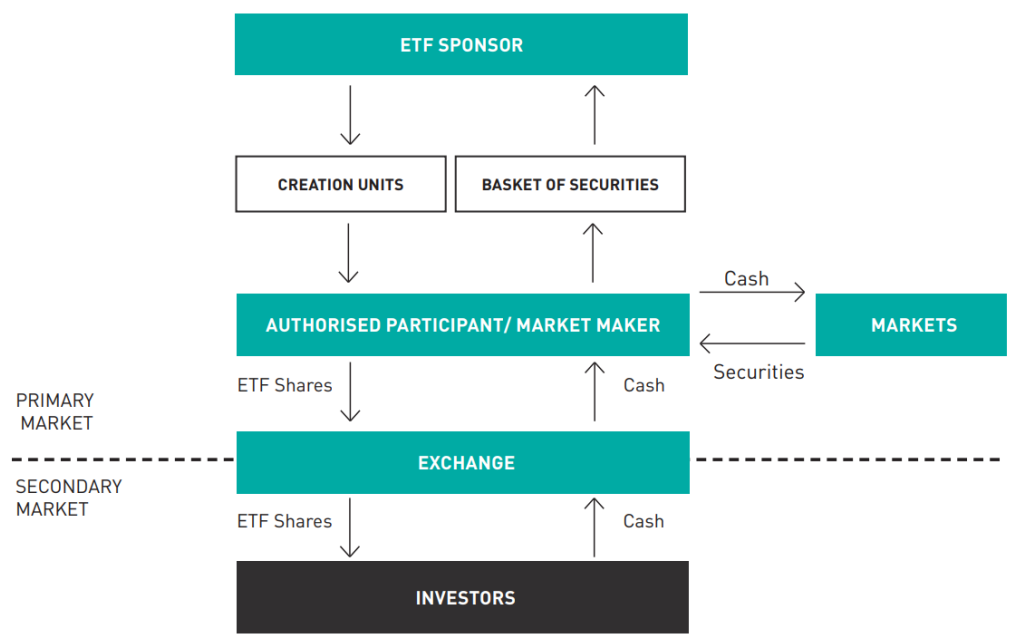 ETF SPONSOR
CREATION UNITS
BASKET OF SECURITIES
Cash
AUTHORISED PARTICIPANT/ MARKET MAKER
MARKETS
Securities
ETF Shares
Cash
PRIMARY
MARKET
EXCHANGE
SECONDARY
MARKET
ETF Shares
Cash
INVESTORS